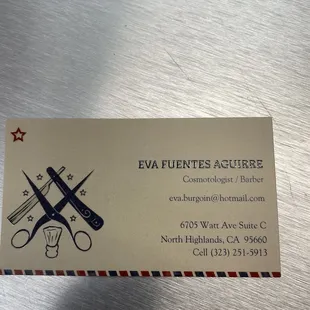 EVA FUENTES AGUIRRE
Cosmotologist / Barber
eva.burgoin@hotmail.com
6705 Watt Ave Suite C
North Highlands, CA 95660
Cell (323) 251-5913